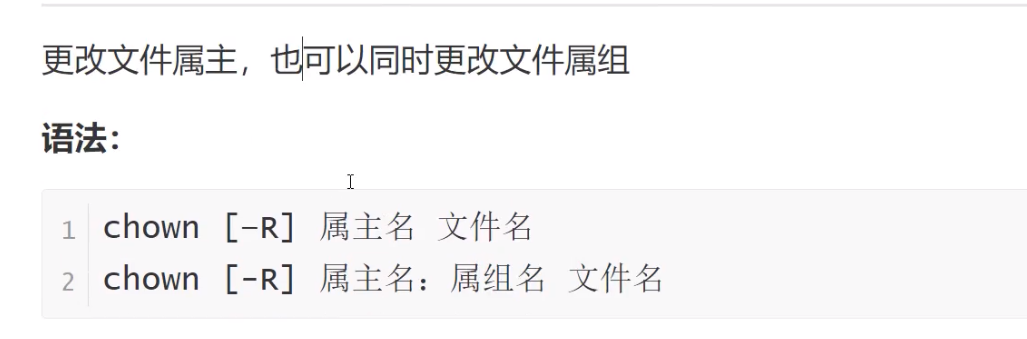 更改文件属主，也可以同时更改文件属组
语法：
1 chown [-R] 属主名 文件名
2 chown [-R] 属主名：属组名 文件名